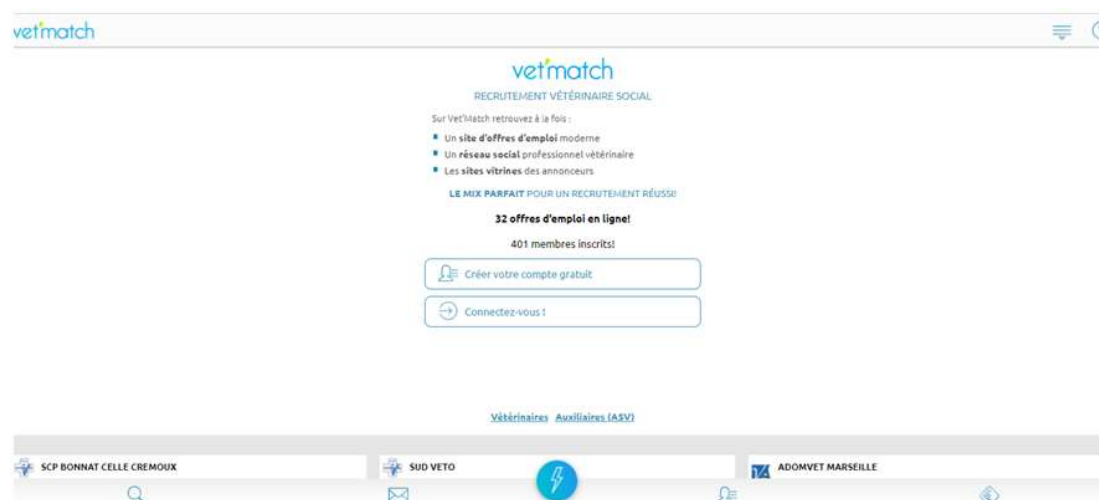 vet'match
vet'match
RECRUTEMENT VÉTÉRINAIRE SOCIAL
Sur Vet'Match retrouvez à la fois :
Un site d'offres d'emploi moderne
Un réseau social professionnel vétérinaire
Les sites vitrines des annonceurs
LE MIX PARFAIT POUR UN RECRUTEMENT RÉUSSI!
32 offres d'emploi en ligne!
401 membres inscrits!
Créer votre compte gratuit
Connectez-vous !
Vétérinaires Auxiliaires (ASV)
SCP BONNAT CELLE CREMOUX
SUD VETO
ADOMVET MARSEILLE